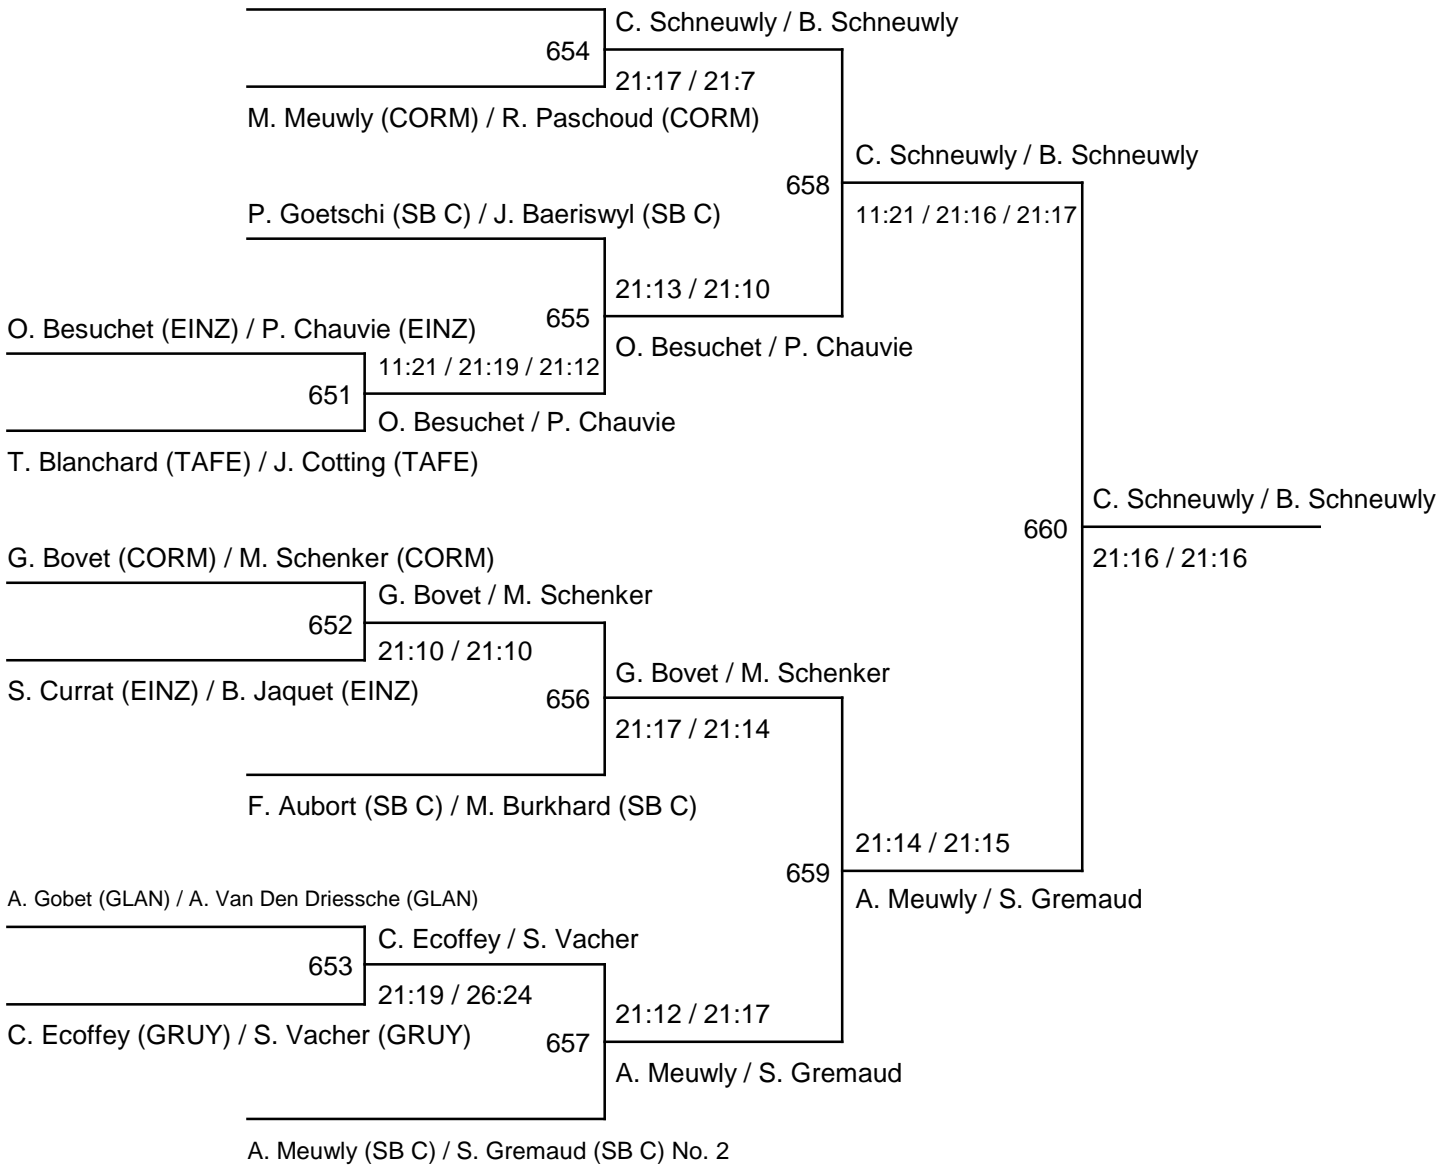 C. Schneuwly / B. Schneuwly
654
21:17 / 21:7
M. Meuwly (CORM) / R. Paschoud (CORM)
C. Schneuwly / B. Schneuwly
658
P. Goetschi (SB C) / J. Baeriswyl (SB C)
11:21 / 21:16 / 21:17
21:13 / 21:10
655
O. Besuchet (EINZ) / P. Chauvie (EINZ)
O. Besuchet / P. Chauvie
11:21 / 21:19 / 21:12
651
O. Besuchet / P. Chauvie
T. Blanchard (TAFE) / J. Cotting (TAFE)
C. Schneuwly / B. Schneuwly
660
21:16 / 21:16
G. Bovet (CORM) / M. Schenker (CORM)
G. Bovet / M. Schenker
652
21:10 / 21:10
G. Bovet / M. Schenker
S. Currat (EINZ) / B. Jaquet (EINZ)
656
21:17 / 21:14
F. Aubort (SB C) / M. Burkhard (SB C)
21:14 / 21:15
659
A. Gobet (GLAN) / A. Van Den Driessche (GLAN)
A. Meuwly / S. Gremaud
C. Ecoffey / S. Vacher
653
21:19 / 26:24
21:12 / 21:17
C. Ecoffey (GRUY) / S. Vacher (GRUY)
657
A. Meuwly / S. Gremaud
A. Meuwly (SB C) / S. Gremaud (SB C) No. 2